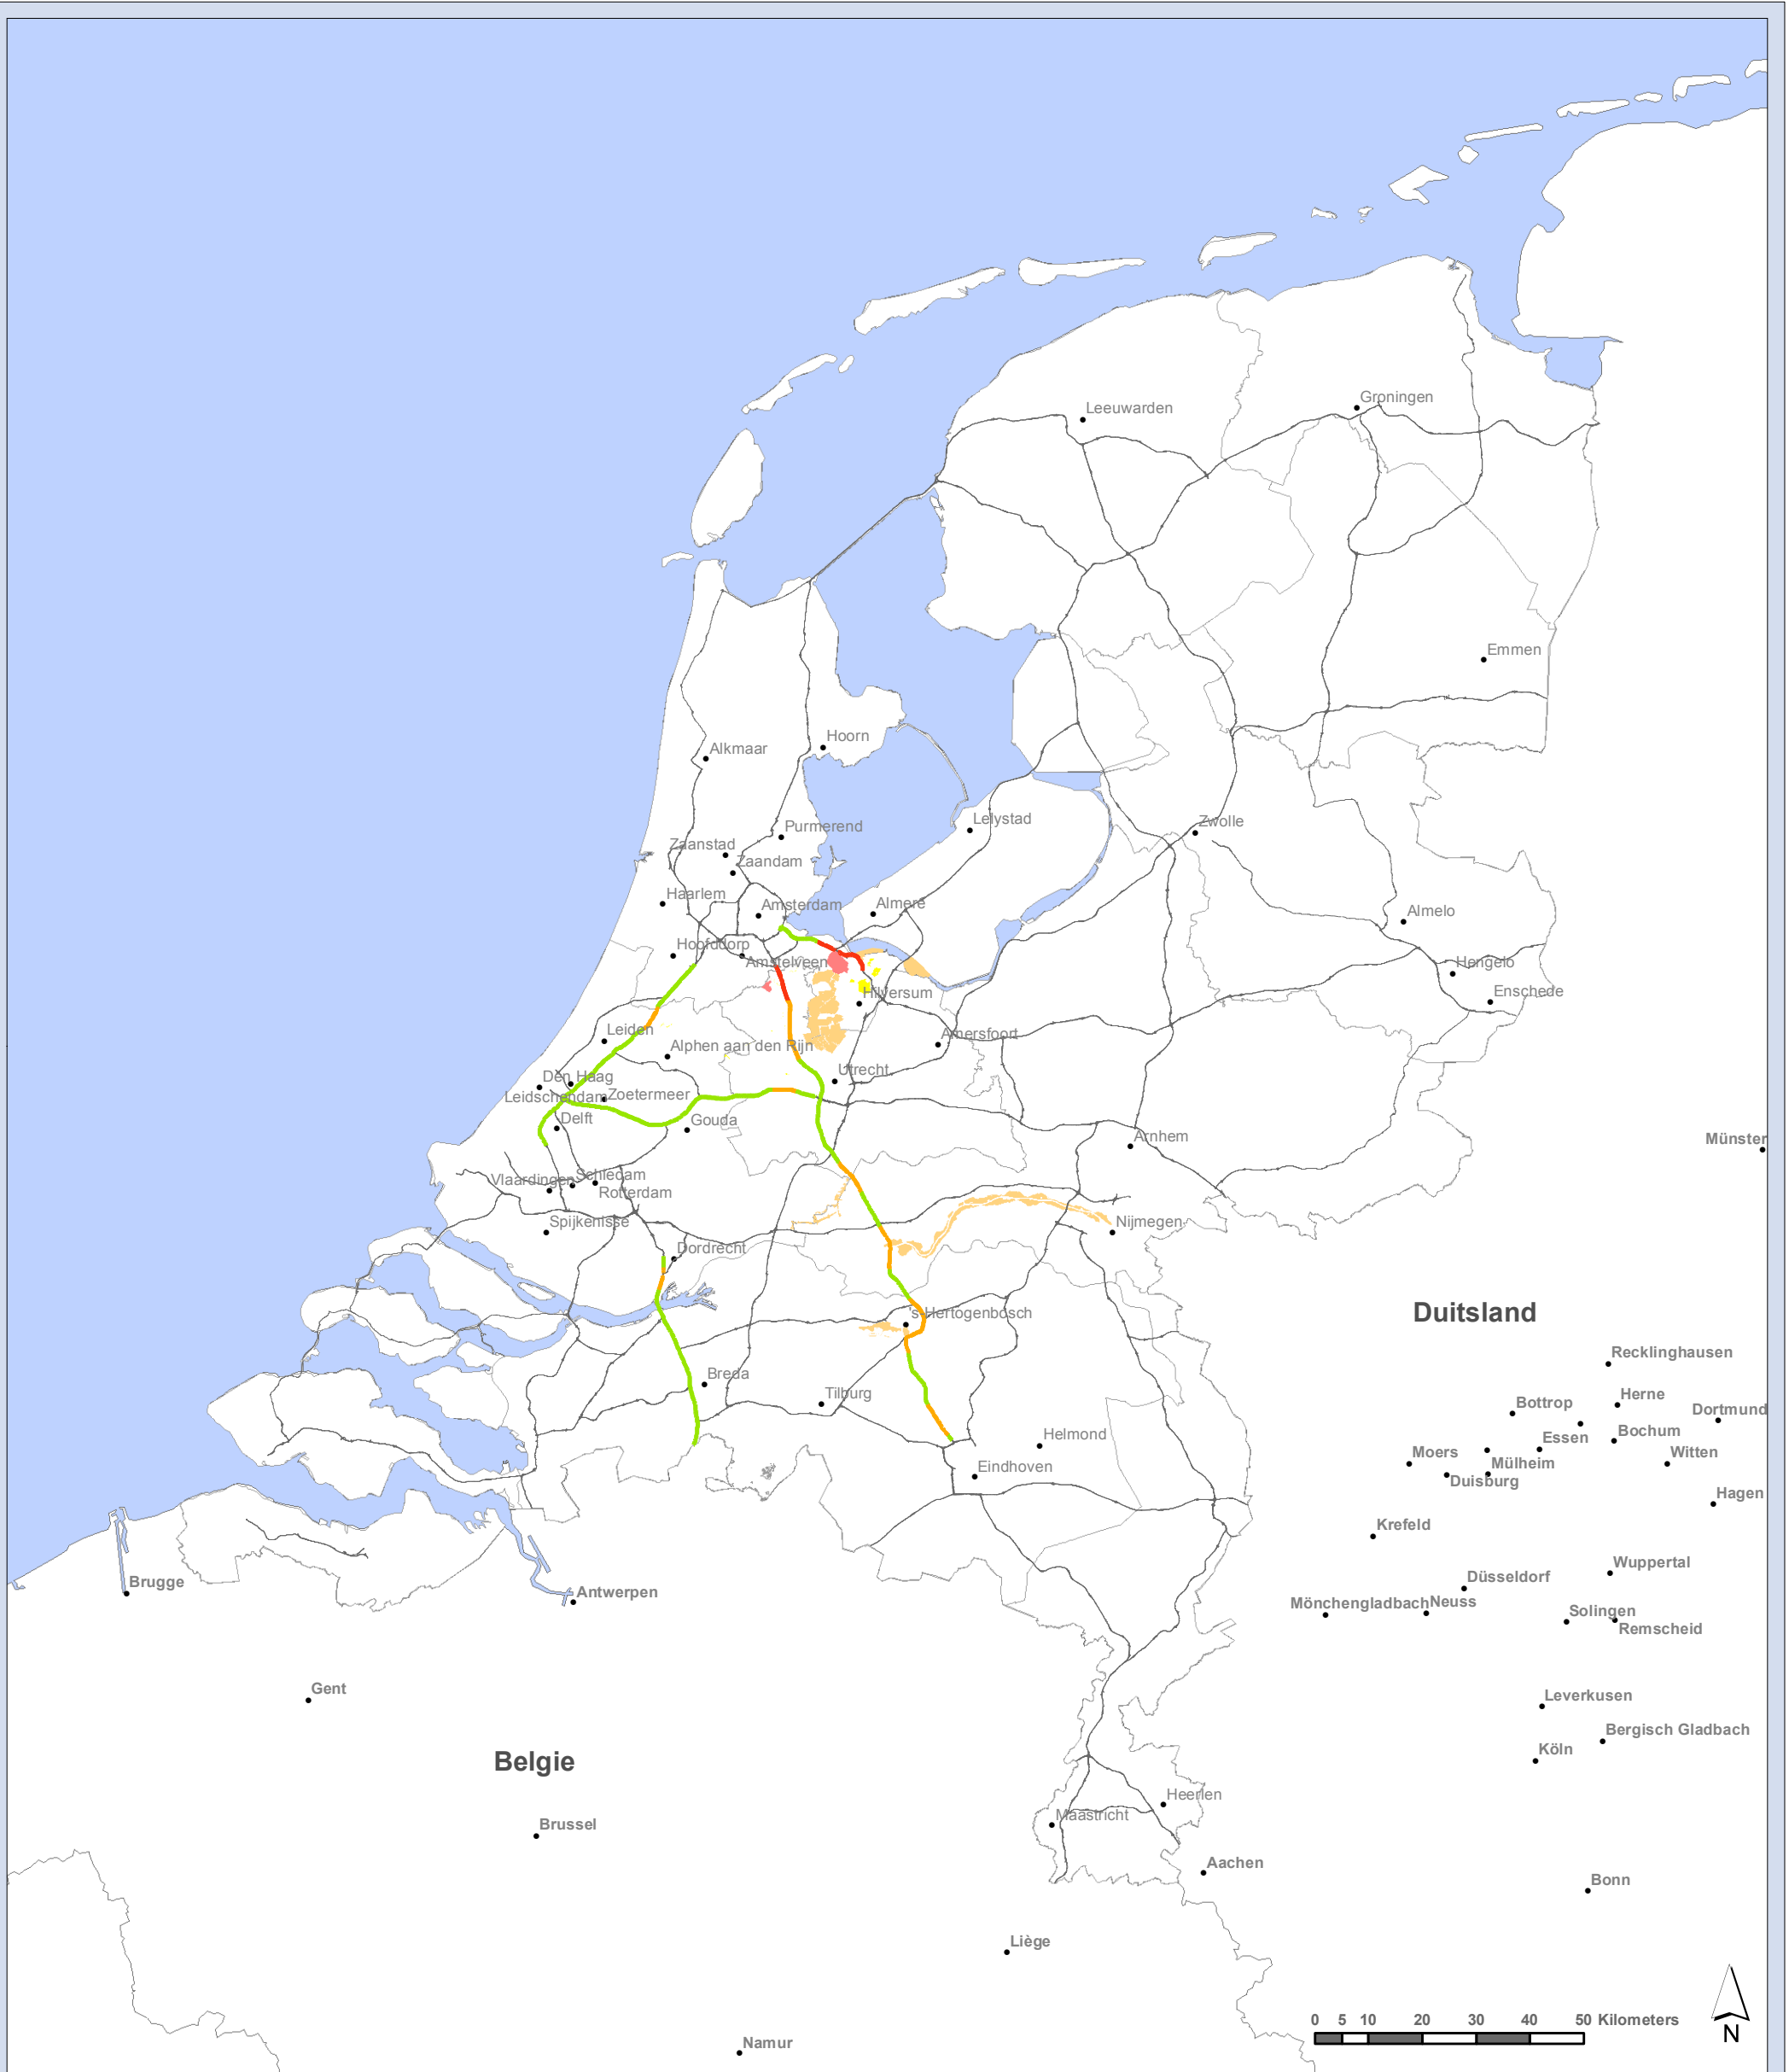 Groningen
Leeuwarden
Emmen
Hoorn
Alkmaar
Lelystad
Zwolle
Purmerend
Zaanstad
Zaandam
Haarlem
Amsterdam
Almere
Almelo
Hoofddorp
Amstelveen
Hengelo
Hilversum
Enschede
Leiden
Amersfoort
Alphen aan den Rijn
Utrecht
Den Haag
Leidschendam
Zoetermeer
Delft
Gouda
Arnhem
Münster
Schiedam
Vlaardingen
Rotterdam
Spijkenisse
Nijmegen
Dordrecht
's-Hertogenbosch
Duitsland
Recklinghausen
Breda
Tilburg
Bottrop
Herne
Dortmund
Helmond
Essen
Bochum
Moers
Mülheim
Witten
Eindhoven
Duisburg
Hagen
Krefeld
Wuppertal
Brugge
Antwerpen
Düsseldorf
Mönchengladbach
Neuss
Solingen
Remscheid
Gent
Leverkusen
Bergisch Gladbach
Köln
Belgie
Heerlen
Maastricht
Brussel
Aachen
Bonn
Liège
0 5 10 20 30 40 50 Kilometers
N
Namur